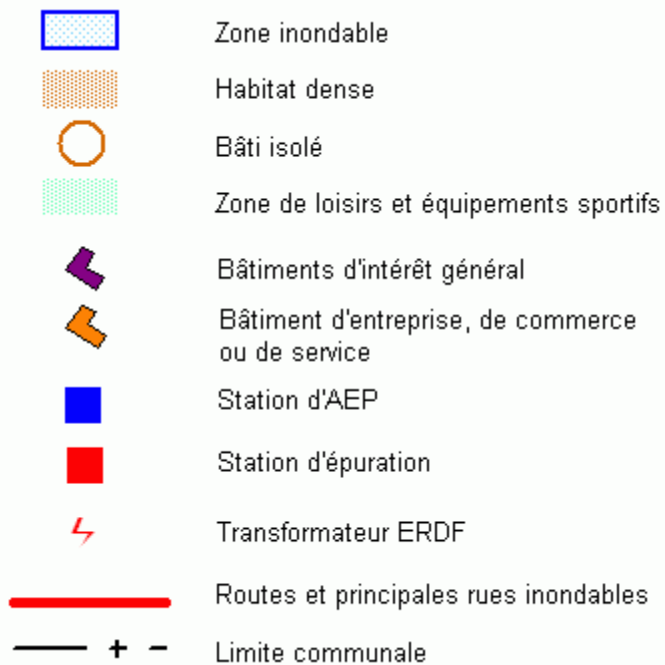 Zone inondable
Habitat dense
Bâti isolé
Zone de loisirs et équipements sportifs
Bâtiments d'intérêt général
Bâtiment d'entreprise, de commerce
ou de service
Station d'AEP
Station d'épuration
Transformateur ERDF
Routes et principales rues inondables
Limite communale